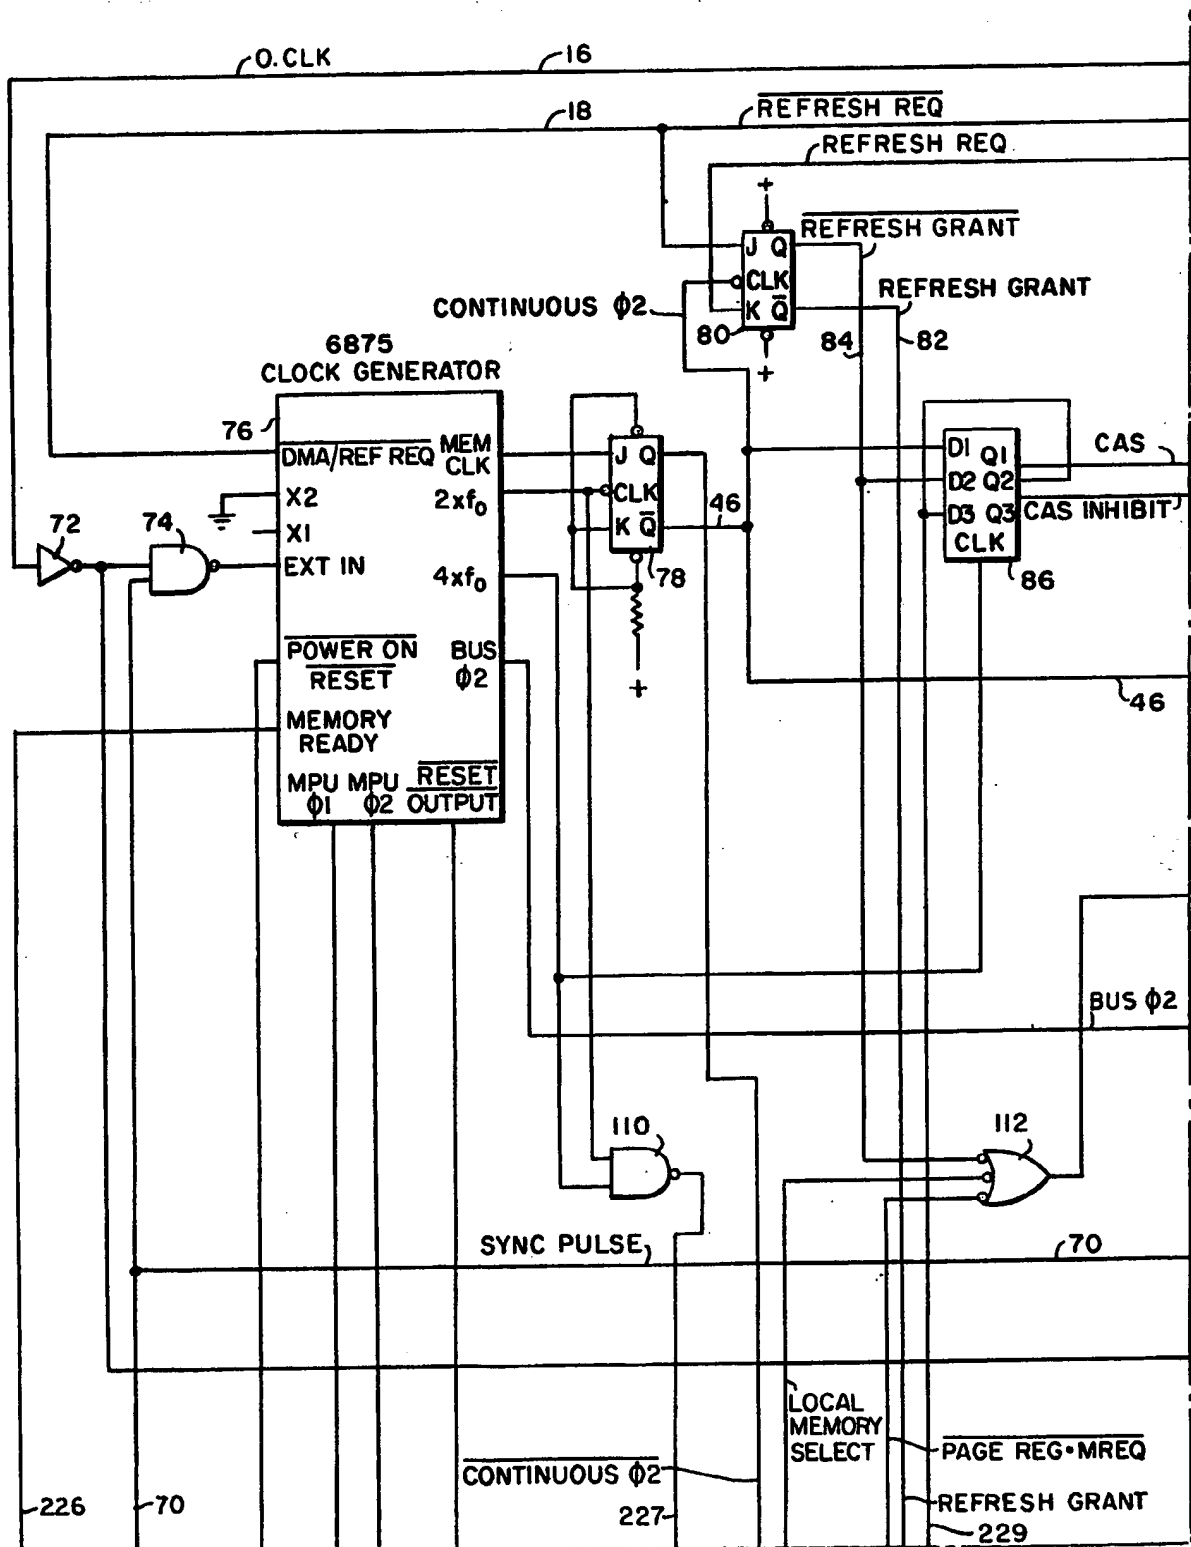 O.CLK
16
18
REFRESH REQ
REFRESH REQ
+
REFRESH GRANT
J Q
CLK
K Q
CONTINUOUS ϕ2
80
+
REFRESH GRANT
84
82
6875
CLOCK GENERATOR
76
DMA/REF REQ
MEM
CLK
X2
2xf0
X1
EXT IN
4xf0
72
74
POWER ON
RESET
BUS
ϕ2
MEMORY
READY
MPU
ϕ1
MPU
ϕ2
RESET
OUTPUT
J Q
CLK
K Q
46
78
+
D1 Q1
D2 Q2
D3 Q3
CLK
86
CAS
CAS INHIBIT
46
BUS ϕ2
110
112
SYNC PULSE
70
LOCAL
MEMORY
SELECT
PAGE REG•MREQ
CONTINUOUS ϕ2
REFRESH GRANT
226
70
227
229